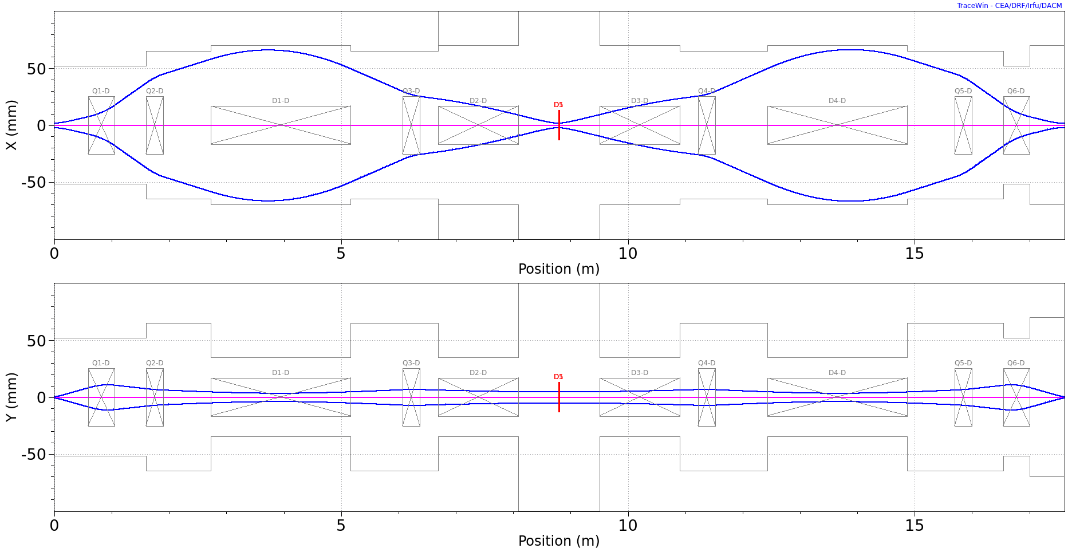 TraceWin - CEA/DRF/Irfu/DACM
X (mm)
50
0
-50
Q1-D Q2-D D1-D Q3-D D2-D D$ D3-D Q4-D D4-D Q5-D Q6-D
0 5 10 15
Position (m)
Y (mm)
50
0
-50
Q1-D Q2-D D1-D Q3-D D2-D D$ D3-D Q4-D D4-D Q5-D Q6-D
0 5 10 15
Position (m)